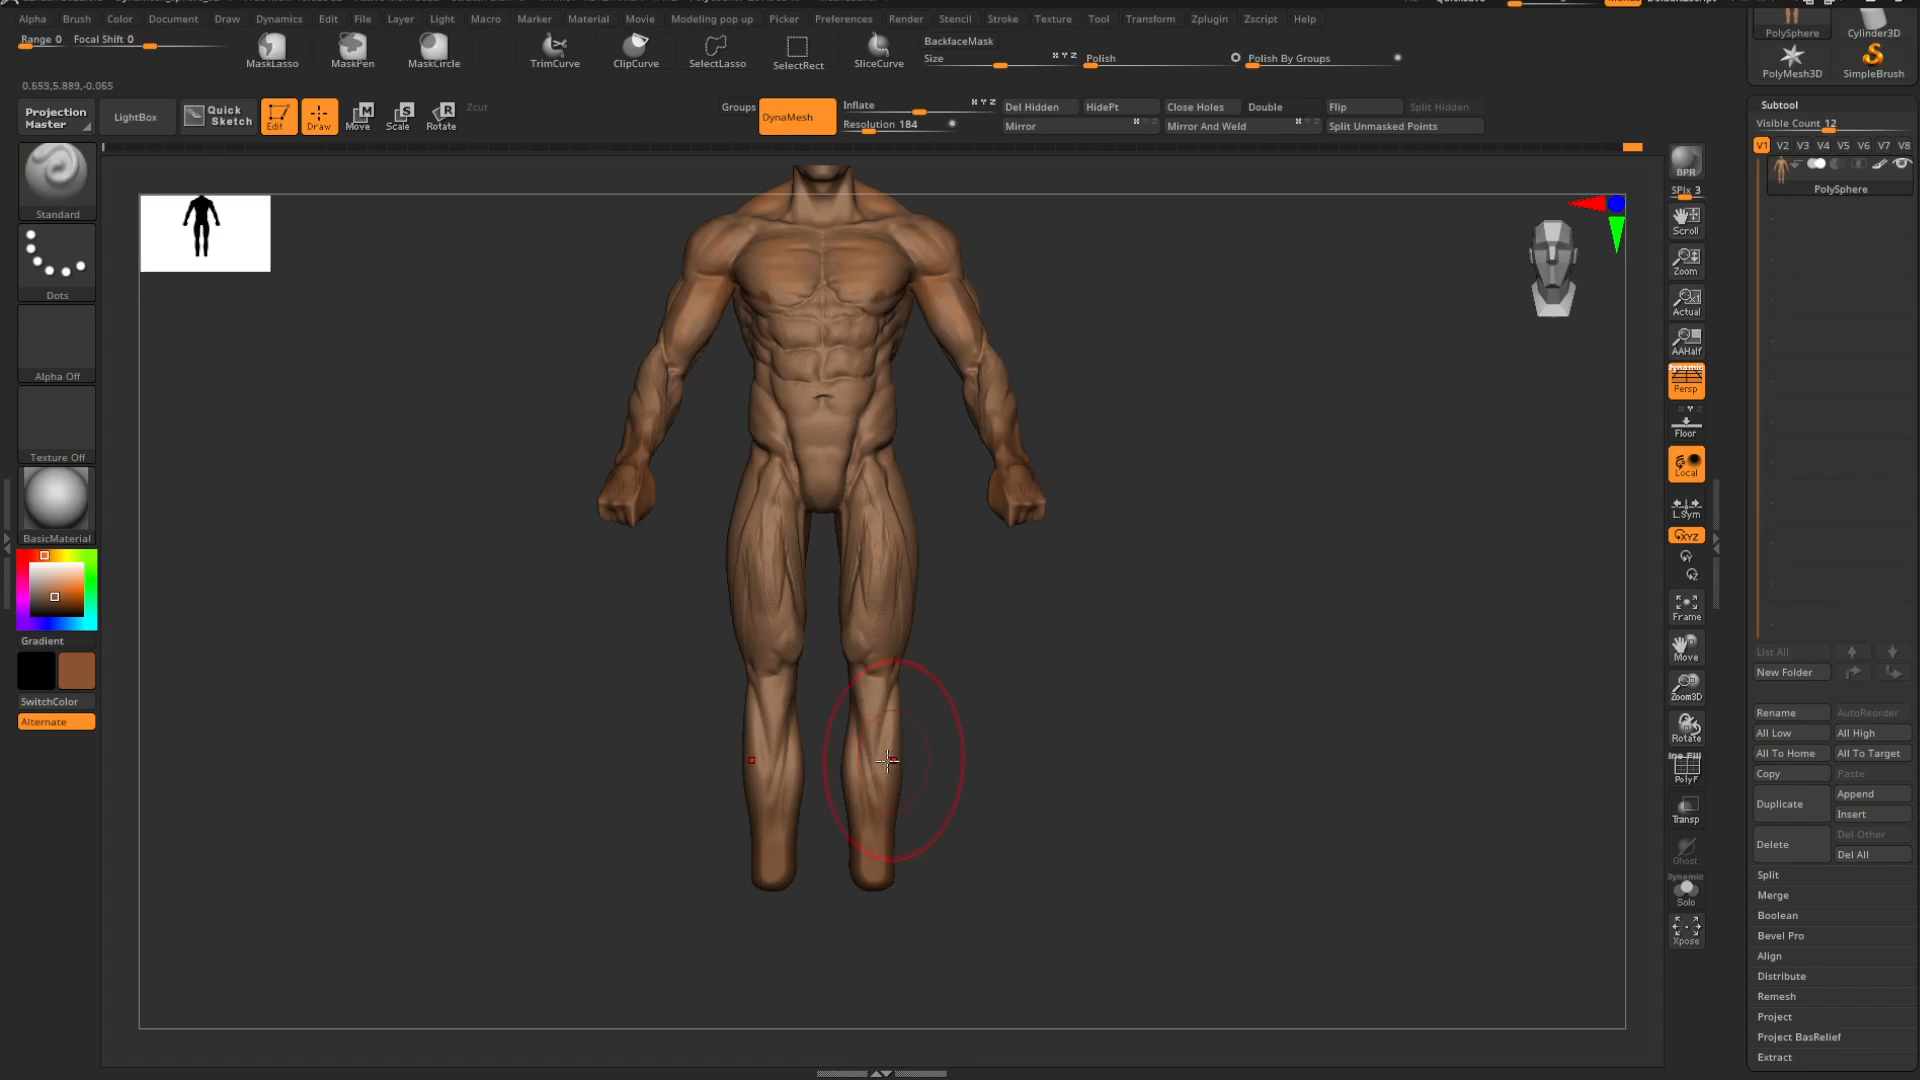 Alpha Brush Color Document Draw Dynamics Edit File Layer Light Macro Marker Material Movie Modeling pop up Picker Preferences Render Stencil Stroke Texture Tool Transform Zplugin Zscript Help
Range 0 Focal Shift 0
MaskLasso MaskPen MaskCircle TrimCurve ClipCurve SelectLasso SelectRect SliceCurve
BackfaceMask
Size X Y Z Polish Polish By Groups
PolySphere Cylinder3D
PolyMesh3D SimpleBrush
0.553,5.889,-0.065
Projection Master
LightBox
Quick Sketch
Edit Draw Move Scale Rotate
Zcut
Groups
DynaMesh
Inflate X Y Z
Resolution 184
Del Hidden HidePt Close Holes Double Flip Split Hidden
Mirror Mirror And Weld Split Unmasked Points
Standard
Dots
Alpha Off
Texture Off
BasicMaterial
Gradient
SwitchColor
Alternate
BPR
SPix 3
Scroll
Zoom
Actual
AAHalf
Dynamic
Persp
Floor
Local
L.Sym
XYZ
Y
Z
Frame
Move
Zoom3D
Rotate
Line Fill
PolyF
Transp
Ghost
Dynamic
Solo
Xpose
Subtool
Visible Count 12
V1 V2 V3 V4 V5 V6 V7 V8
PolySphere
List All
New Folder
Rename AutoReorder
All Low All High
All To Home All To Target
Copy Paste
Duplicate Append
Insert
Delete Del Other
Del All
Split
Merge
Boolean
Bevel Pro
Align
Distribute
Remesh
Project
Project BasRelief
Extract